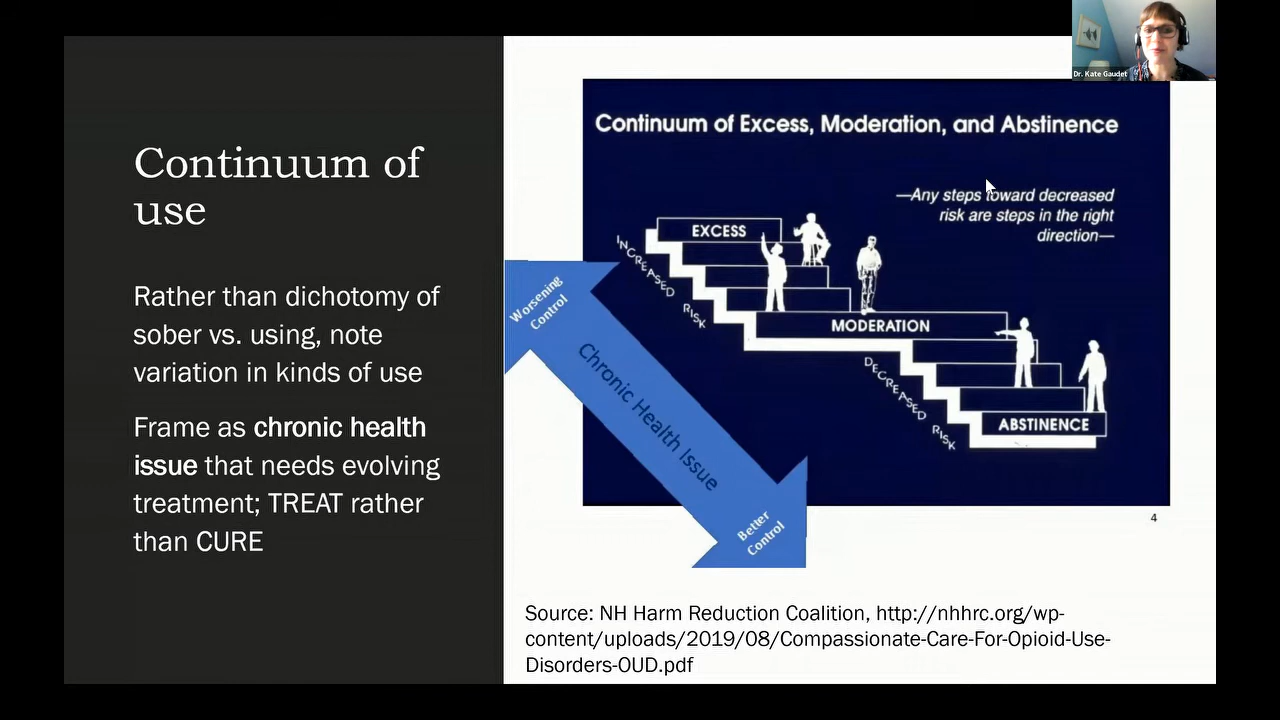 Dr. Kate Gaudet
Continuum of
use
Rather than dichotomy of
sober vs. using, note
variation in kinds of use
Frame as chronic health
issue that needs evolving
treatment; TREAT rather
than CURE
Continuum of Excess, Moderation, and Abstinence
—Any steps toward decreased
risk are steps in the right
direction—
EXCESS
INCREASED RISK
MODERATION
DECREASED RISK
ABSTINENCE
Worsening
Control
Chronic Health Issue
Better
Control
4
Source: NH Harm Reduction Coalition, http://nhhrc.org/wp-
content/uploads/2019/08/Compassionate-Care-For-Opioid-Use-
Disorders-OUD.pdf